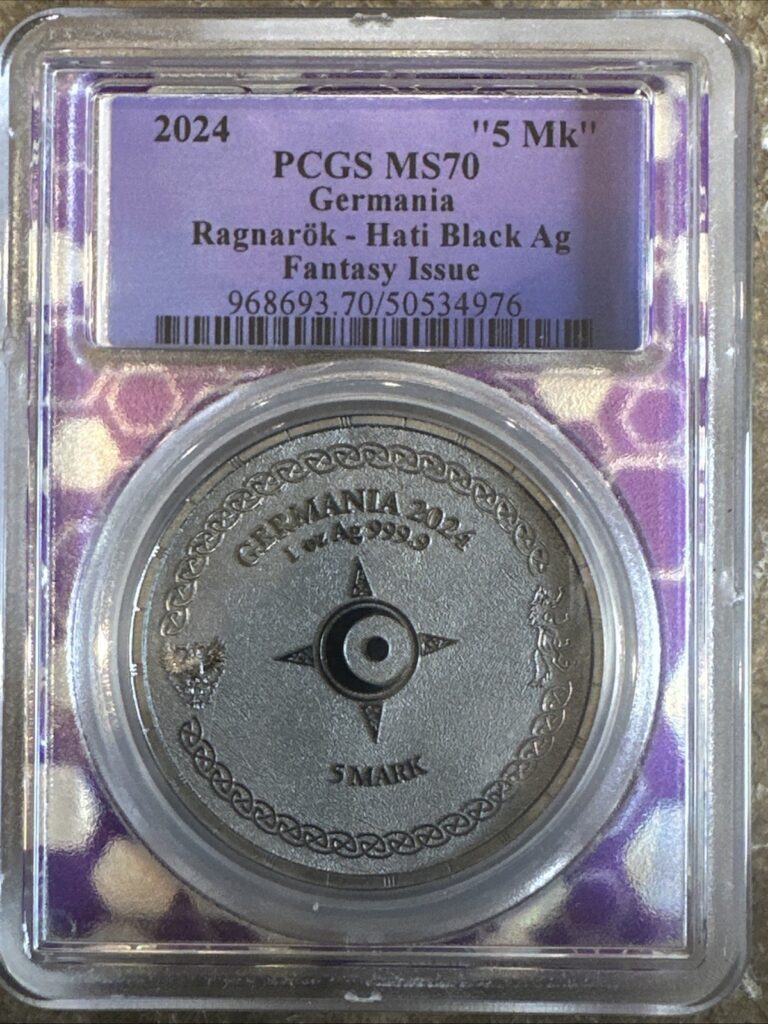 2024 "5 Mk"
PCGS MS70
Germania
Ragnarök - Hati Black Ag
Fantasy Issue
968693.70/50534976
GERMANIA 2024
1 oz Ag 999.9
5 MARK